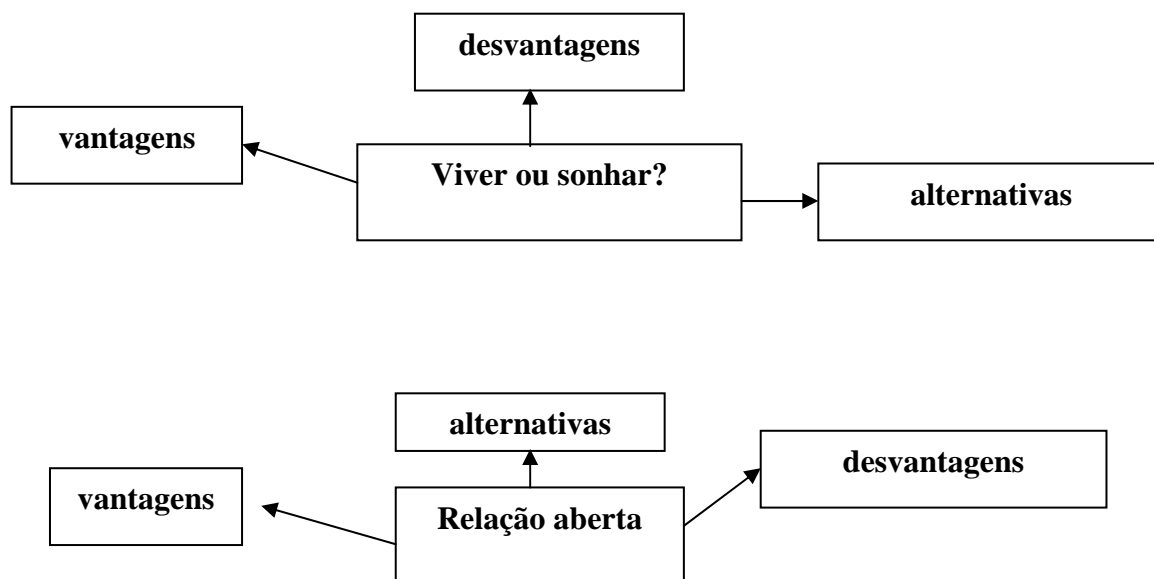 desvantagens
vantagens
Viver ou sonhar?
alternativas
alternativas
desvantagens
vantagens
Relação aberta